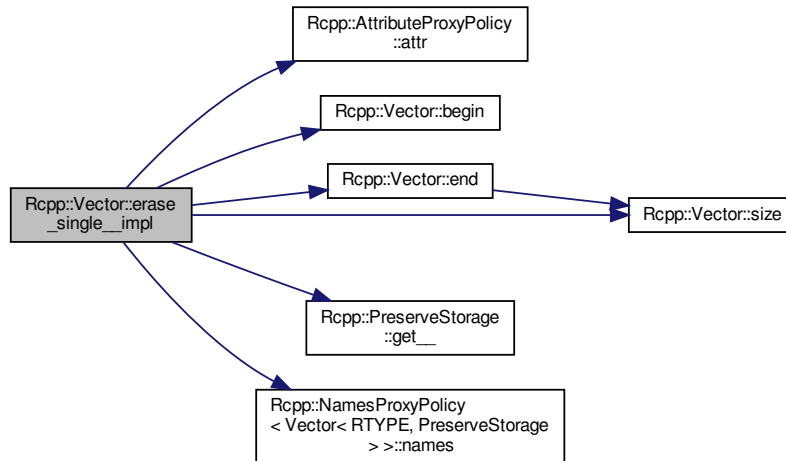 Rcpp::AttributeProxyPolicy
::attr
Rcpp::Vector::begin
Rcpp::Vector::end
Rcpp::Vector::erase
_single__impl
Rcpp::Vector::size
Rcpp::PreserveStorage
::get__
Rcpp::NamesProxyPolicy
< Vector< RTYPE, PreserveStorage
> >::names